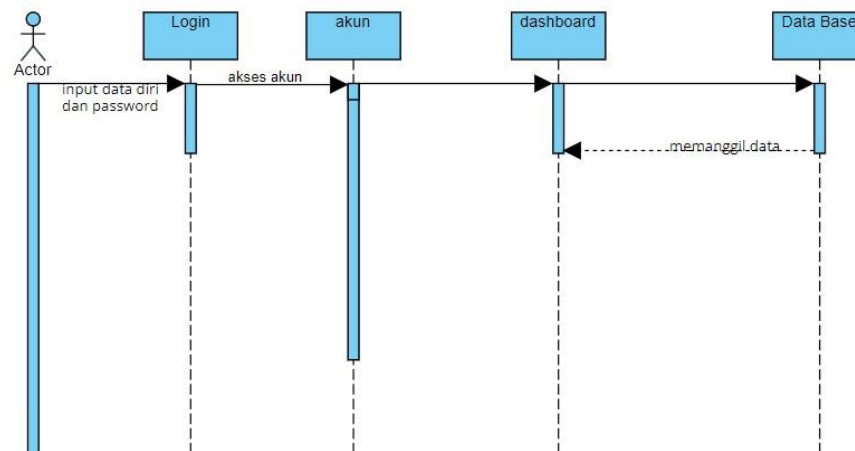 Login
akun
dashboard
Data Base
Actor
input data diri
dan password
akses akun
memanggil data